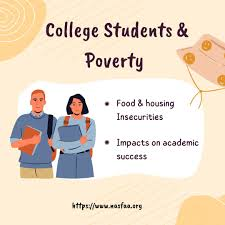 College Students &
Poverty
Food & housing
Insecurities
Impacts on academic
success
https://www.nasfaa.org